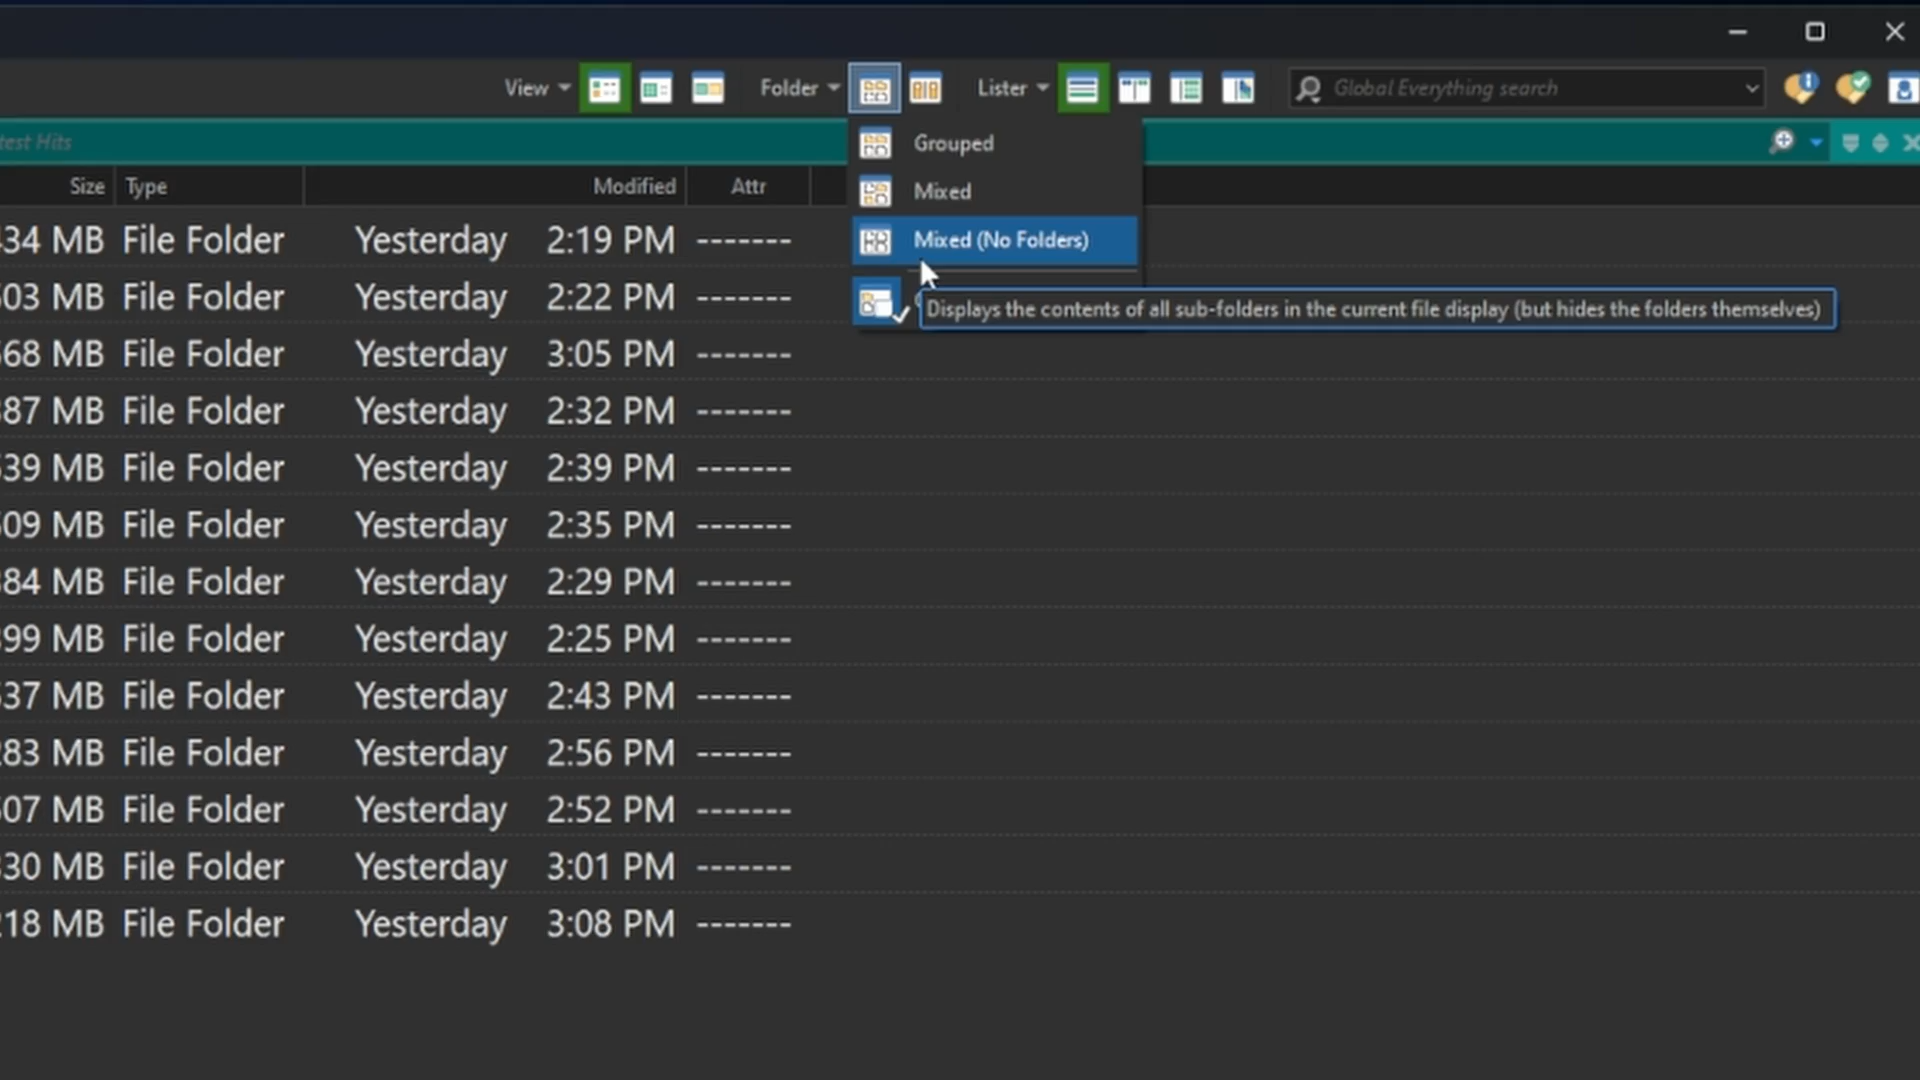 View Folder Lister Global Everything search
Hits
Grouped
Mixed
Mixed (No Folders)
Displays the contents of all sub-folders in the current file display (but hides the folders themselves)
Size Type Modified Attr
34 MB File Folder Yesterday 2:19 PM -------
03 MB File Folder Yesterday 2:22 PM -------
68 MB File Folder Yesterday 3:05 PM -------
87 MB File Folder Yesterday 2:32 PM -------
39 MB File Folder Yesterday 2:39 PM -------
09 MB File Folder Yesterday 2:35 PM -------
84 MB File Folder Yesterday 2:29 PM -------
99 MB File Folder Yesterday 2:25 PM -------
37 MB File Folder Yesterday 2:43 PM -------
83 MB File Folder Yesterday 2:56 PM -------
07 MB File Folder Yesterday 2:52 PM -------
30 MB File Folder Yesterday 3:01 PM -------
18 MB File Folder Yesterday 3:08 PM -------